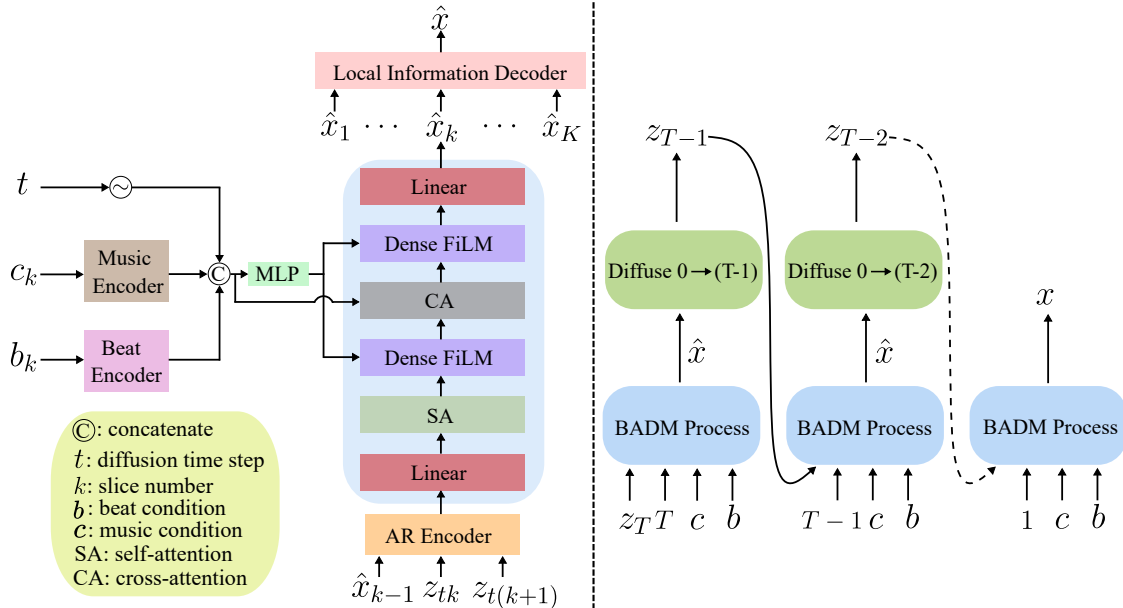 x̂
Local Information Decoder
x̂_1 ⋯ x̂_k ⋯ x̂_K
Linear
Dense FiLM
CA
Dense FiLM
SA
Linear
AR Encoder
x̂_{k−1} z_{tk} z_{t(k+1)}
t
∼
c_k
Music
Encoder
©
MLP
b_k
Beat
Encoder
©: concatenate
t: diffusion time step
k: slice number
b: beat condition
c: music condition
SA: self-attention
CA: cross-attention
z_{T−1}
Diffuse 0→(T-1)
x̂
BADM Process
z_T T c b
z_{T−2}
Diffuse 0→(T-2)
x̂
BADM Process
T − 1 c b
x
BADM Process
1 c b